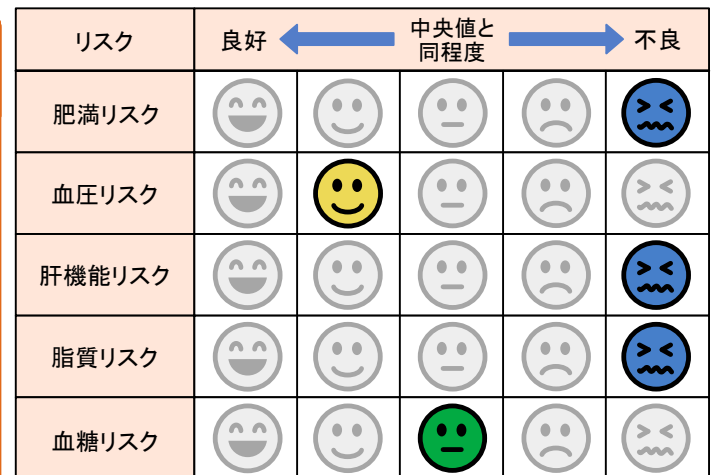 リスク
良好
中央値と
同程度
不良
肥満リスク
血圧リスク
肝機能リスク
脂質リスク
血糖リスク